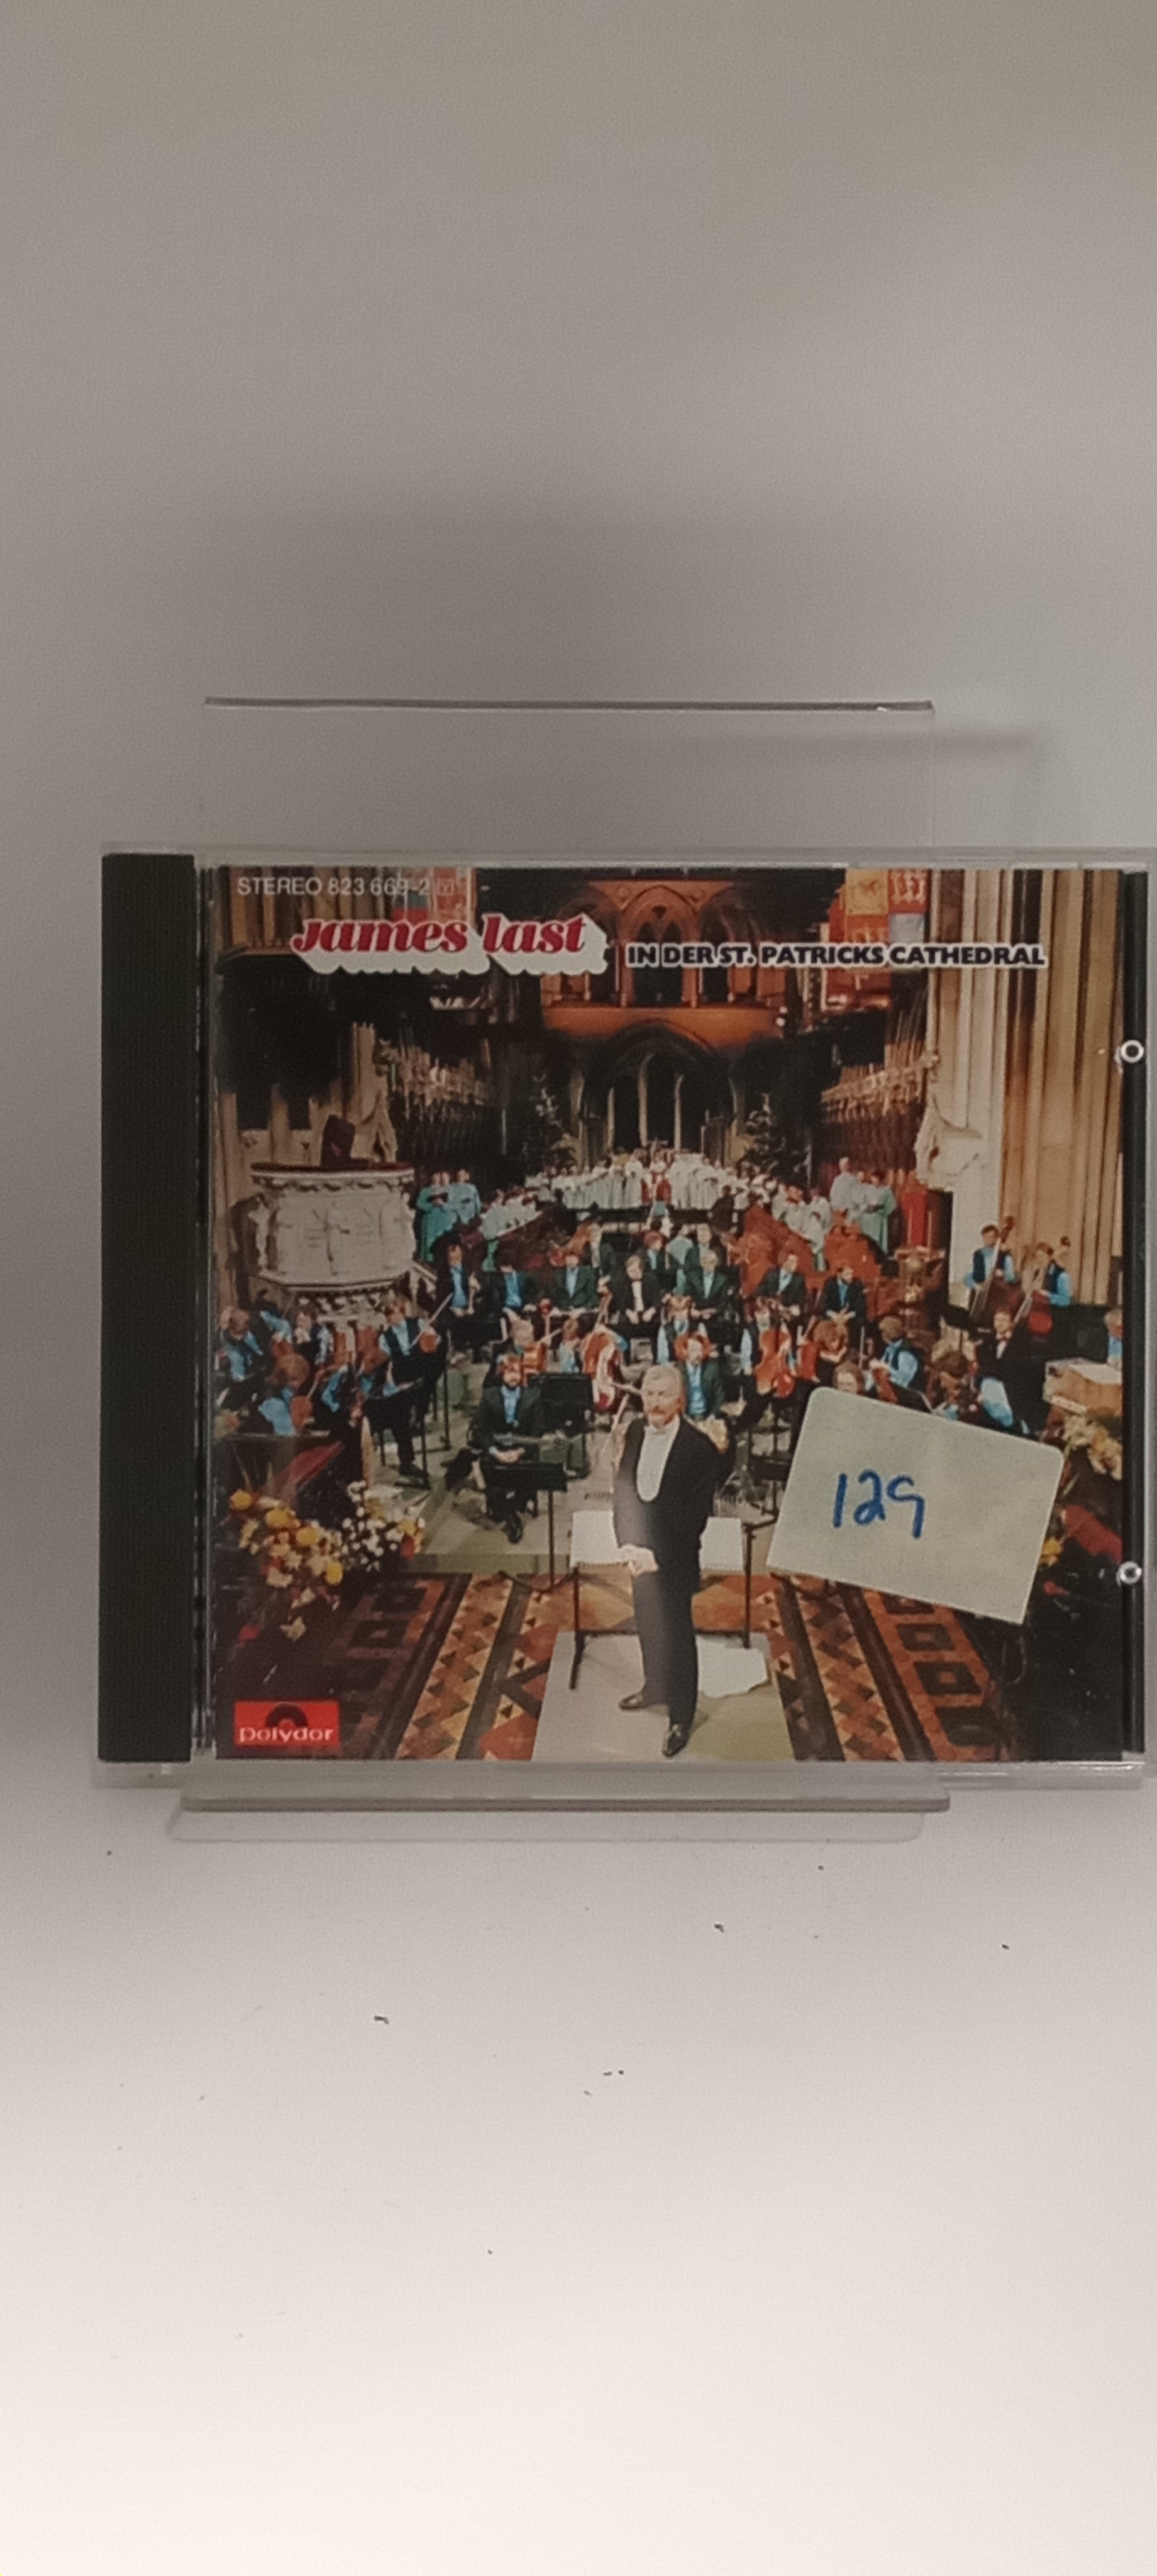 STEREO 823 669-2
james last
IN DER ST. PATRICKS CATHEDRAL
129
Polydor